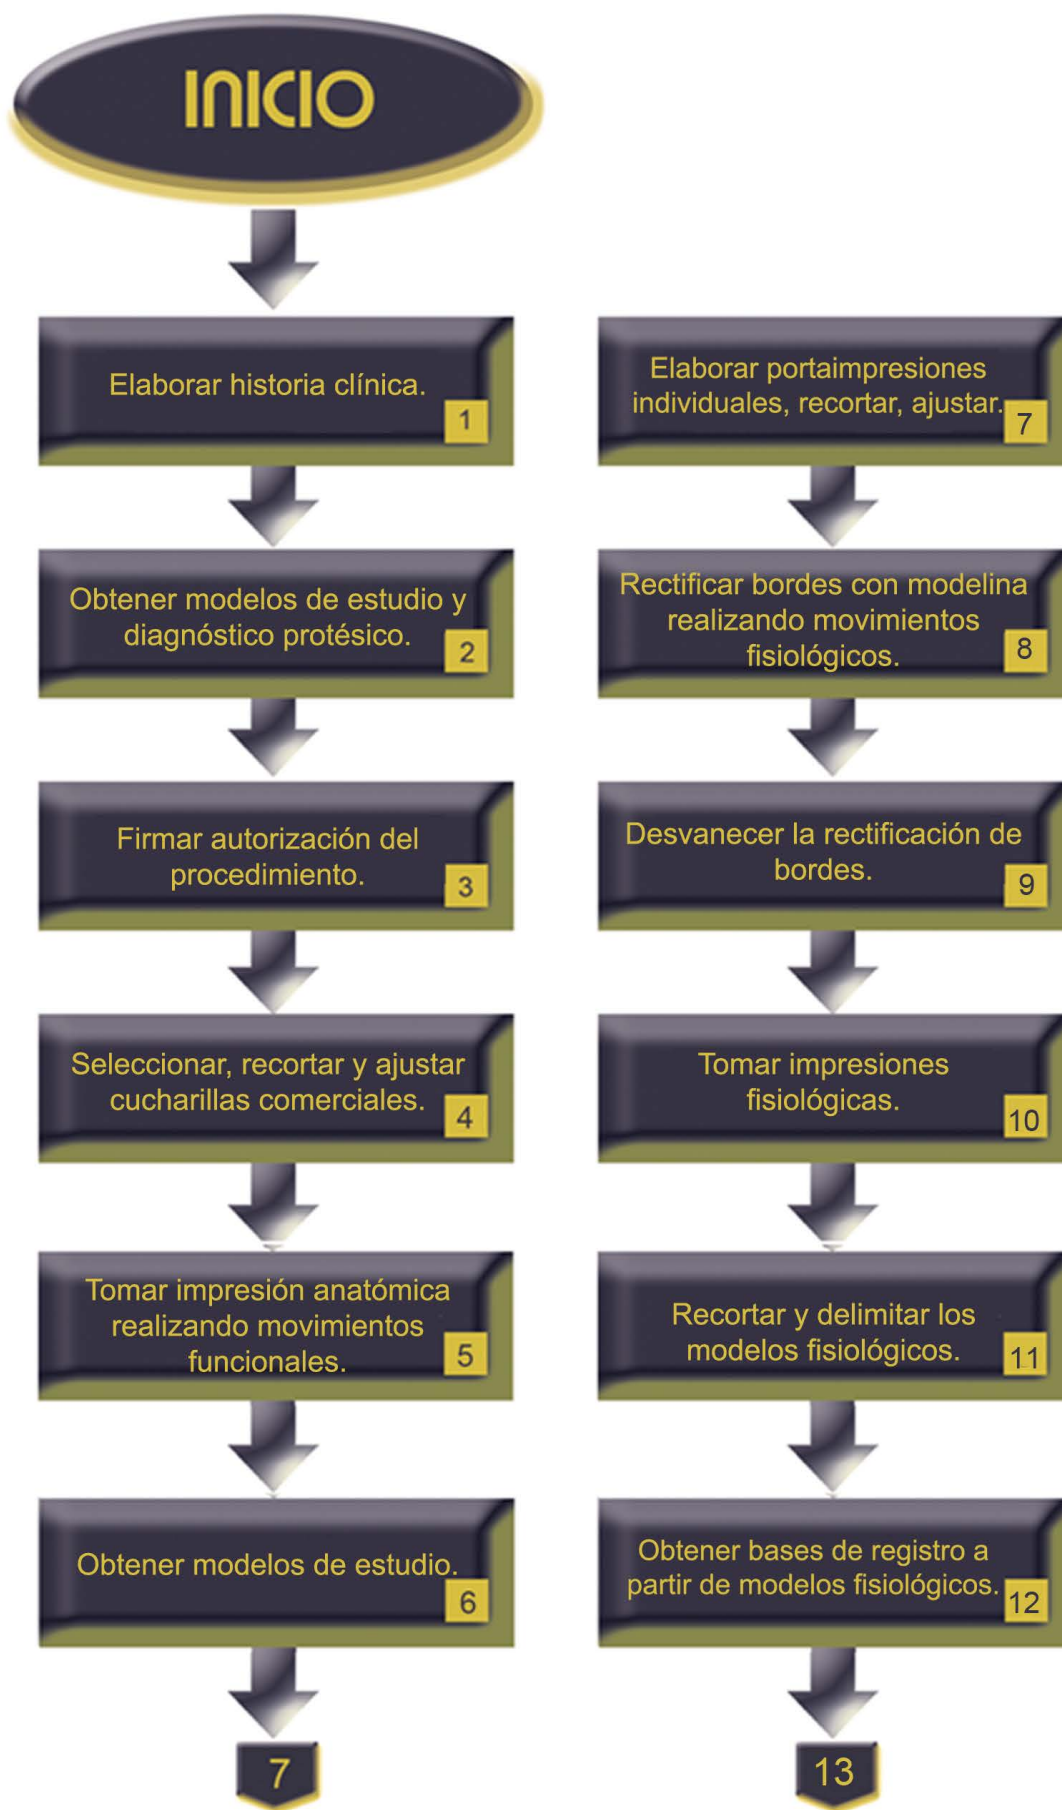 INICIO
Elaborar historia clínica.
1
Obtener modelos de estudio y
diagnóstico protésico.
2
Firmar autorización del
procedimiento.
3
Seleccionar, recortar y ajustar
cucharillas comerciales.
4
Tomar impresión anatómica
realizando movimientos
funcionales.
5
Obtener modelos de estudio.
6
7
Elaborar portaimpresiones
individuales, recortar, ajustar.
7
Rectificar bordes con modelina
realizando movimientos
fisiológicos.
8
Desvanecer la rectificación de
bordes.
9
Tomar impresiones
fisiológicas.
10
Recortar y delimitar los
modelos fisiológicos.
11
Obtener bases de registro a
partir de modelos fisiológicos.
12
13